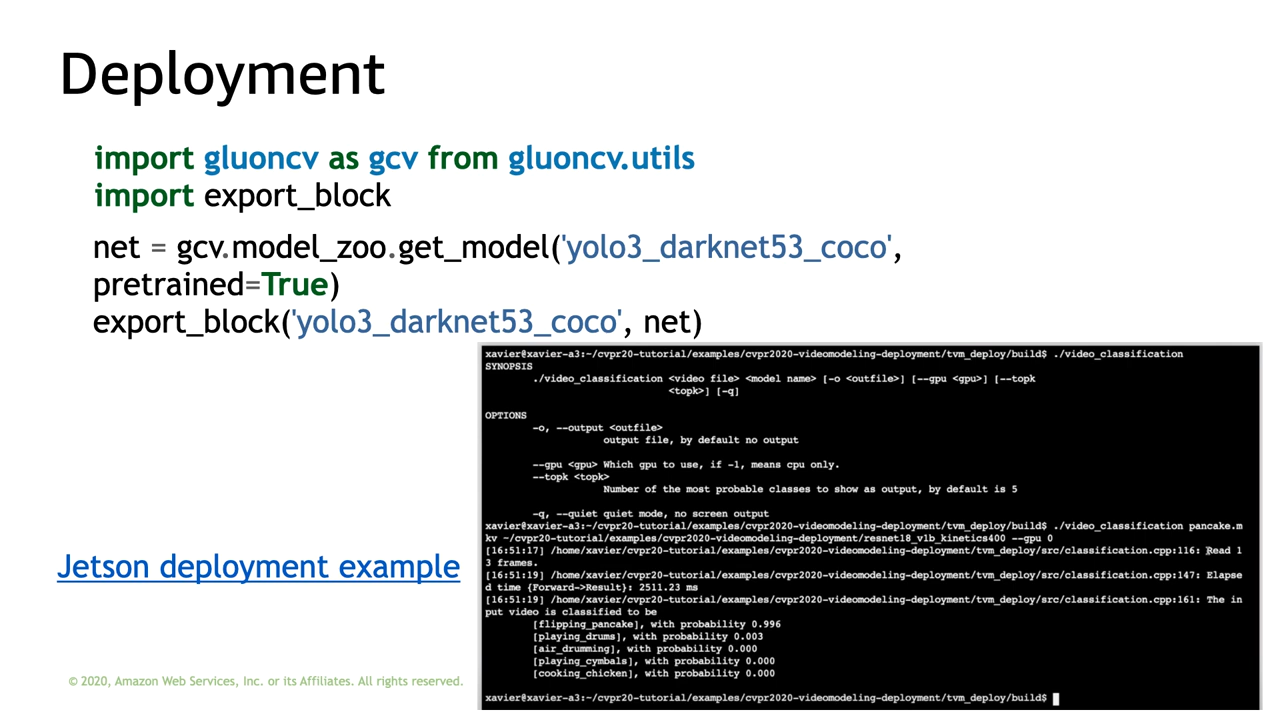 Deployment
import gluoncv as gcv from gluoncv.utils
import export_block
net = gcv.model_zoo.get_model('yolo3_darknet53_coco',
pretrained=True)
export_block('yolo3_darknet53_coco', net)
xavier@xavier-a3:~/cvpr20-tutorial/examples/cvpr2020-videomodeling-deployment/tvm_deploy/build$ ./video_classification
SYNOPSIS
./video_classification <video file> <model name> [-o <outfile>] [--gpu <gpu>] [--topk
<topk>] [-q]
OPTIONS
-o, --output <outfile>
output file, by default no output
--gpu <gpu> Which gpu to use, if -1, means cpu only.
--topk <topk>
Number of the most probable classes to show as output, by default is 5
-q, --quiet quiet mode, no screen output
xavier@xavier-a3:~/cvpr20-tutorial/examples/cvpr2020-videomodeling-deployment/tvm_deploy/build$ ./video_classification pancake.m
kv ~/cvpr20-tutorial/examples/cvpr2020-videomodeling-deployment/resnet18_v1b_kinetics400 --gpu 0
[16:51:17] /home/xavier/cvpr20-tutorial/examples/cvpr2020-videomodeling-deployment/tvm_deploy/src/classification.cpp:116: Read 1
3 frames.
[16:51:19] /home/xavier/cvpr20-tutorial/examples/cvpr2020-videomodeling-deployment/tvm_deploy/src/classification.cpp:147: Elapse
d time {Forward->Result}: 2511.23 ms
[16:51:19] /home/xavier/cvpr20-tutorial/examples/cvpr2020-videomodeling-deployment/tvm_deploy/src/classification.cpp:161: The in
put video is classified to be
[flipping_pancake], with probability 0.996
[playing_drums], with probability 0.003
[air_drumming], with probability 0.000
[playing_cymbals], with probability 0.000
[cooking_chicken], with probability 0.000
xavier@xavier-a3:~/cvpr20-tutorial/examples/cvpr2020-videomodeling-deployment/tvm_deploy/build$
Jetson deployment example
© 2020, Amazon Web Services, Inc. or its Affiliates. All rights reserved.